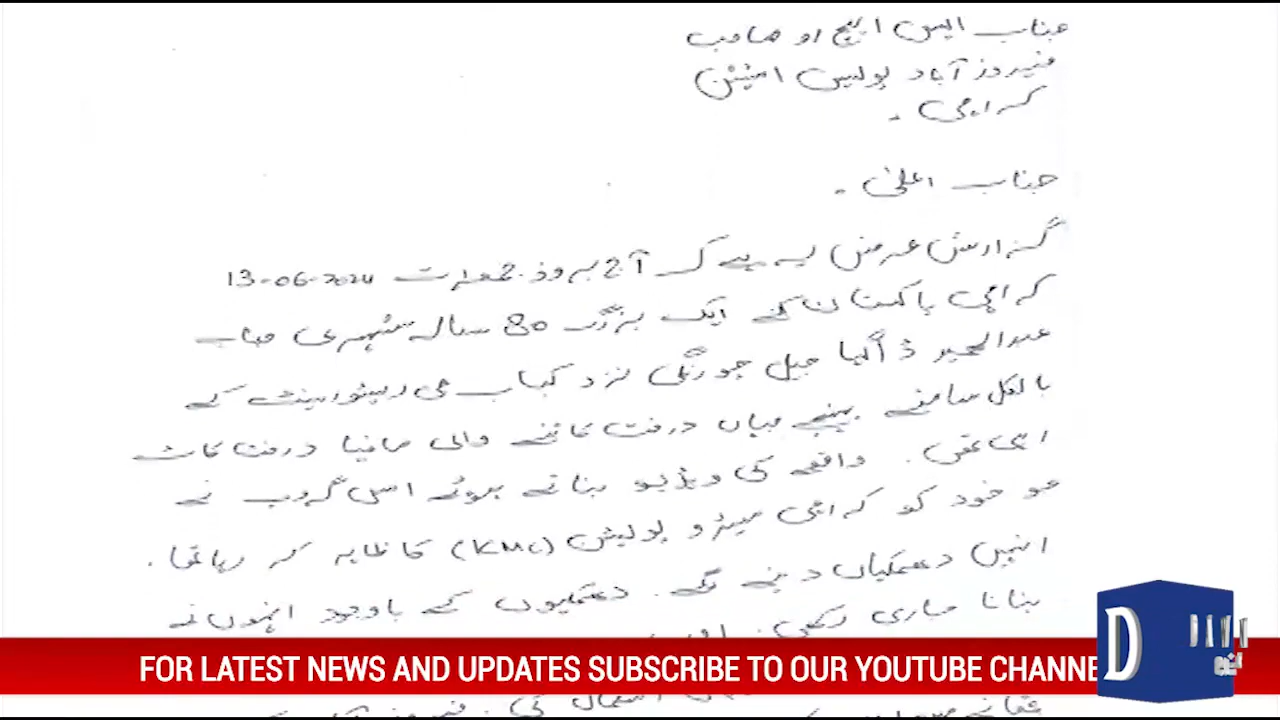 جناب ایس ایچ او صاحب
فیروز آباد پولیس اسٹیشن
کراچی ۔
جناب اعلیٰ ۔
گزارش عرض یہ ہے کہ آج بروز جمعرات 13-06-2024
کراچی پاکستان کے ایک بزرگ 80 سالہ شہری جناب
عبدالحمید ڈاگیا جیل چورنگی نزد کباب جی ریسٹورینٹ کے
بالکل سامنے پہنچے جہاں درخت کاٹنے والی مافیا درخت کاٹ
رہی تھی ۔ واقعے کی ویڈیو بناتے ہوئے اس گروپ نے
جو خود کو کراچی میٹرو پولیٹن (KMC) کا ظاہر کر رہا تھا ۔
انہیں دھمکیاں دینے لگے ۔ دھمکیوں کے باوجود انہوں نے
بنانا جاری رکھی ۔
استعمال کی ۔
FOR LATEST NEWS AND UPDATES SUBSCRIBE TO OUR YOUTUBE CHANNE
D